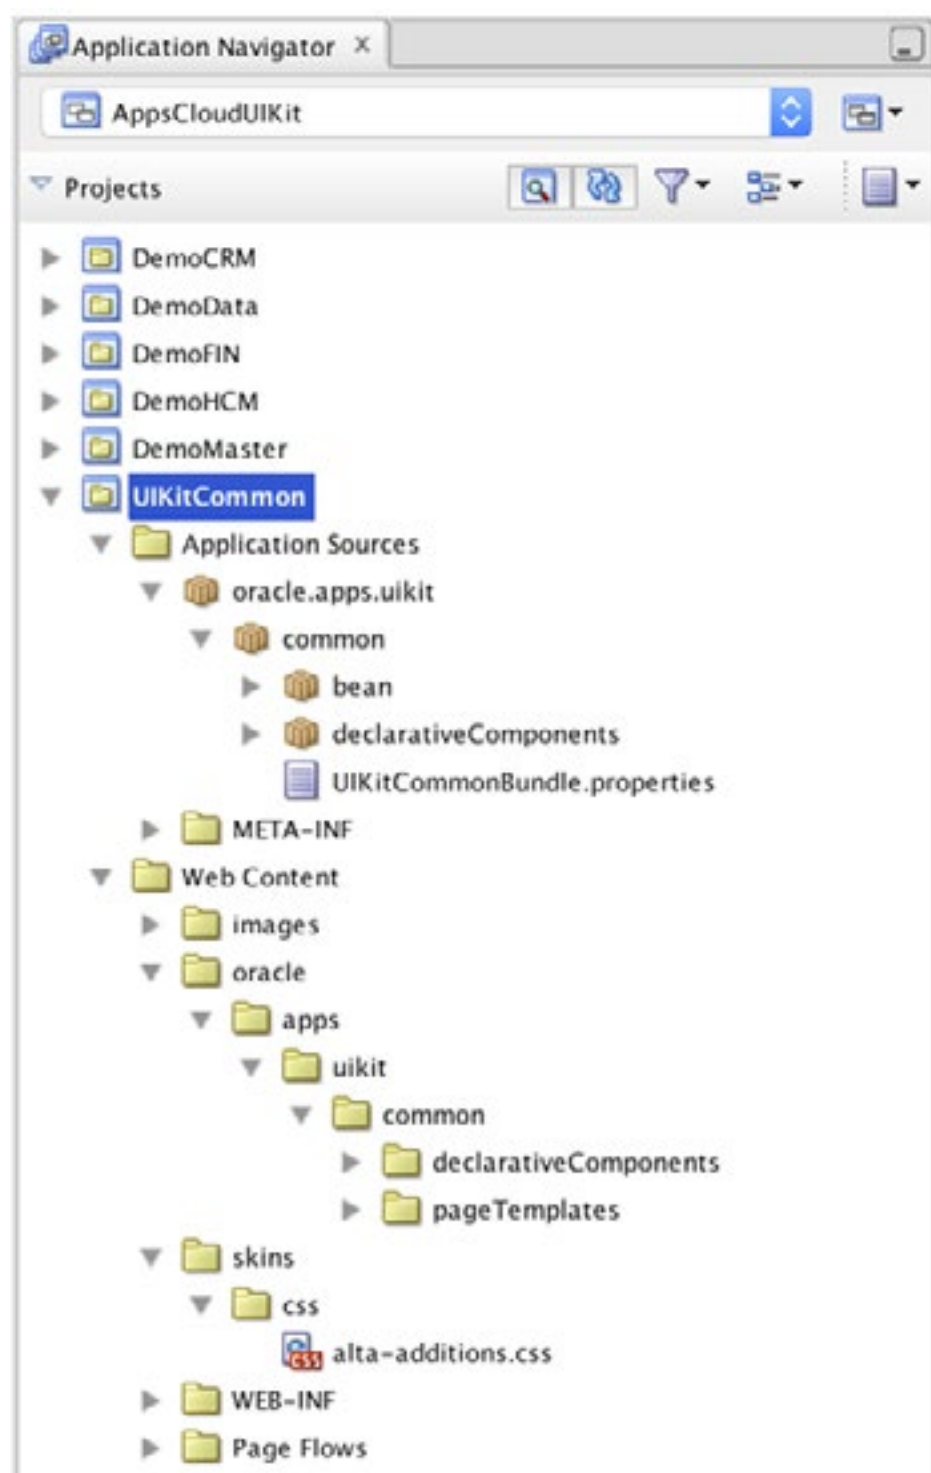 Application Navigator ×
AppsCloudUIKit
Projects
DemoCRM
DemoData
DemoFIN
DemoHCM
DemoMaster
UIKitCommon
Application Sources
oracle.apps.uikit
common
bean
declarativeComponents
UIKitCommonBundle.properties
META-INF
Web Content
images
oracle
apps
uikit
common
declarativeComponents
pageTemplates
skins
css
CSS alta-additions.css
WEB-INF
Page Flows